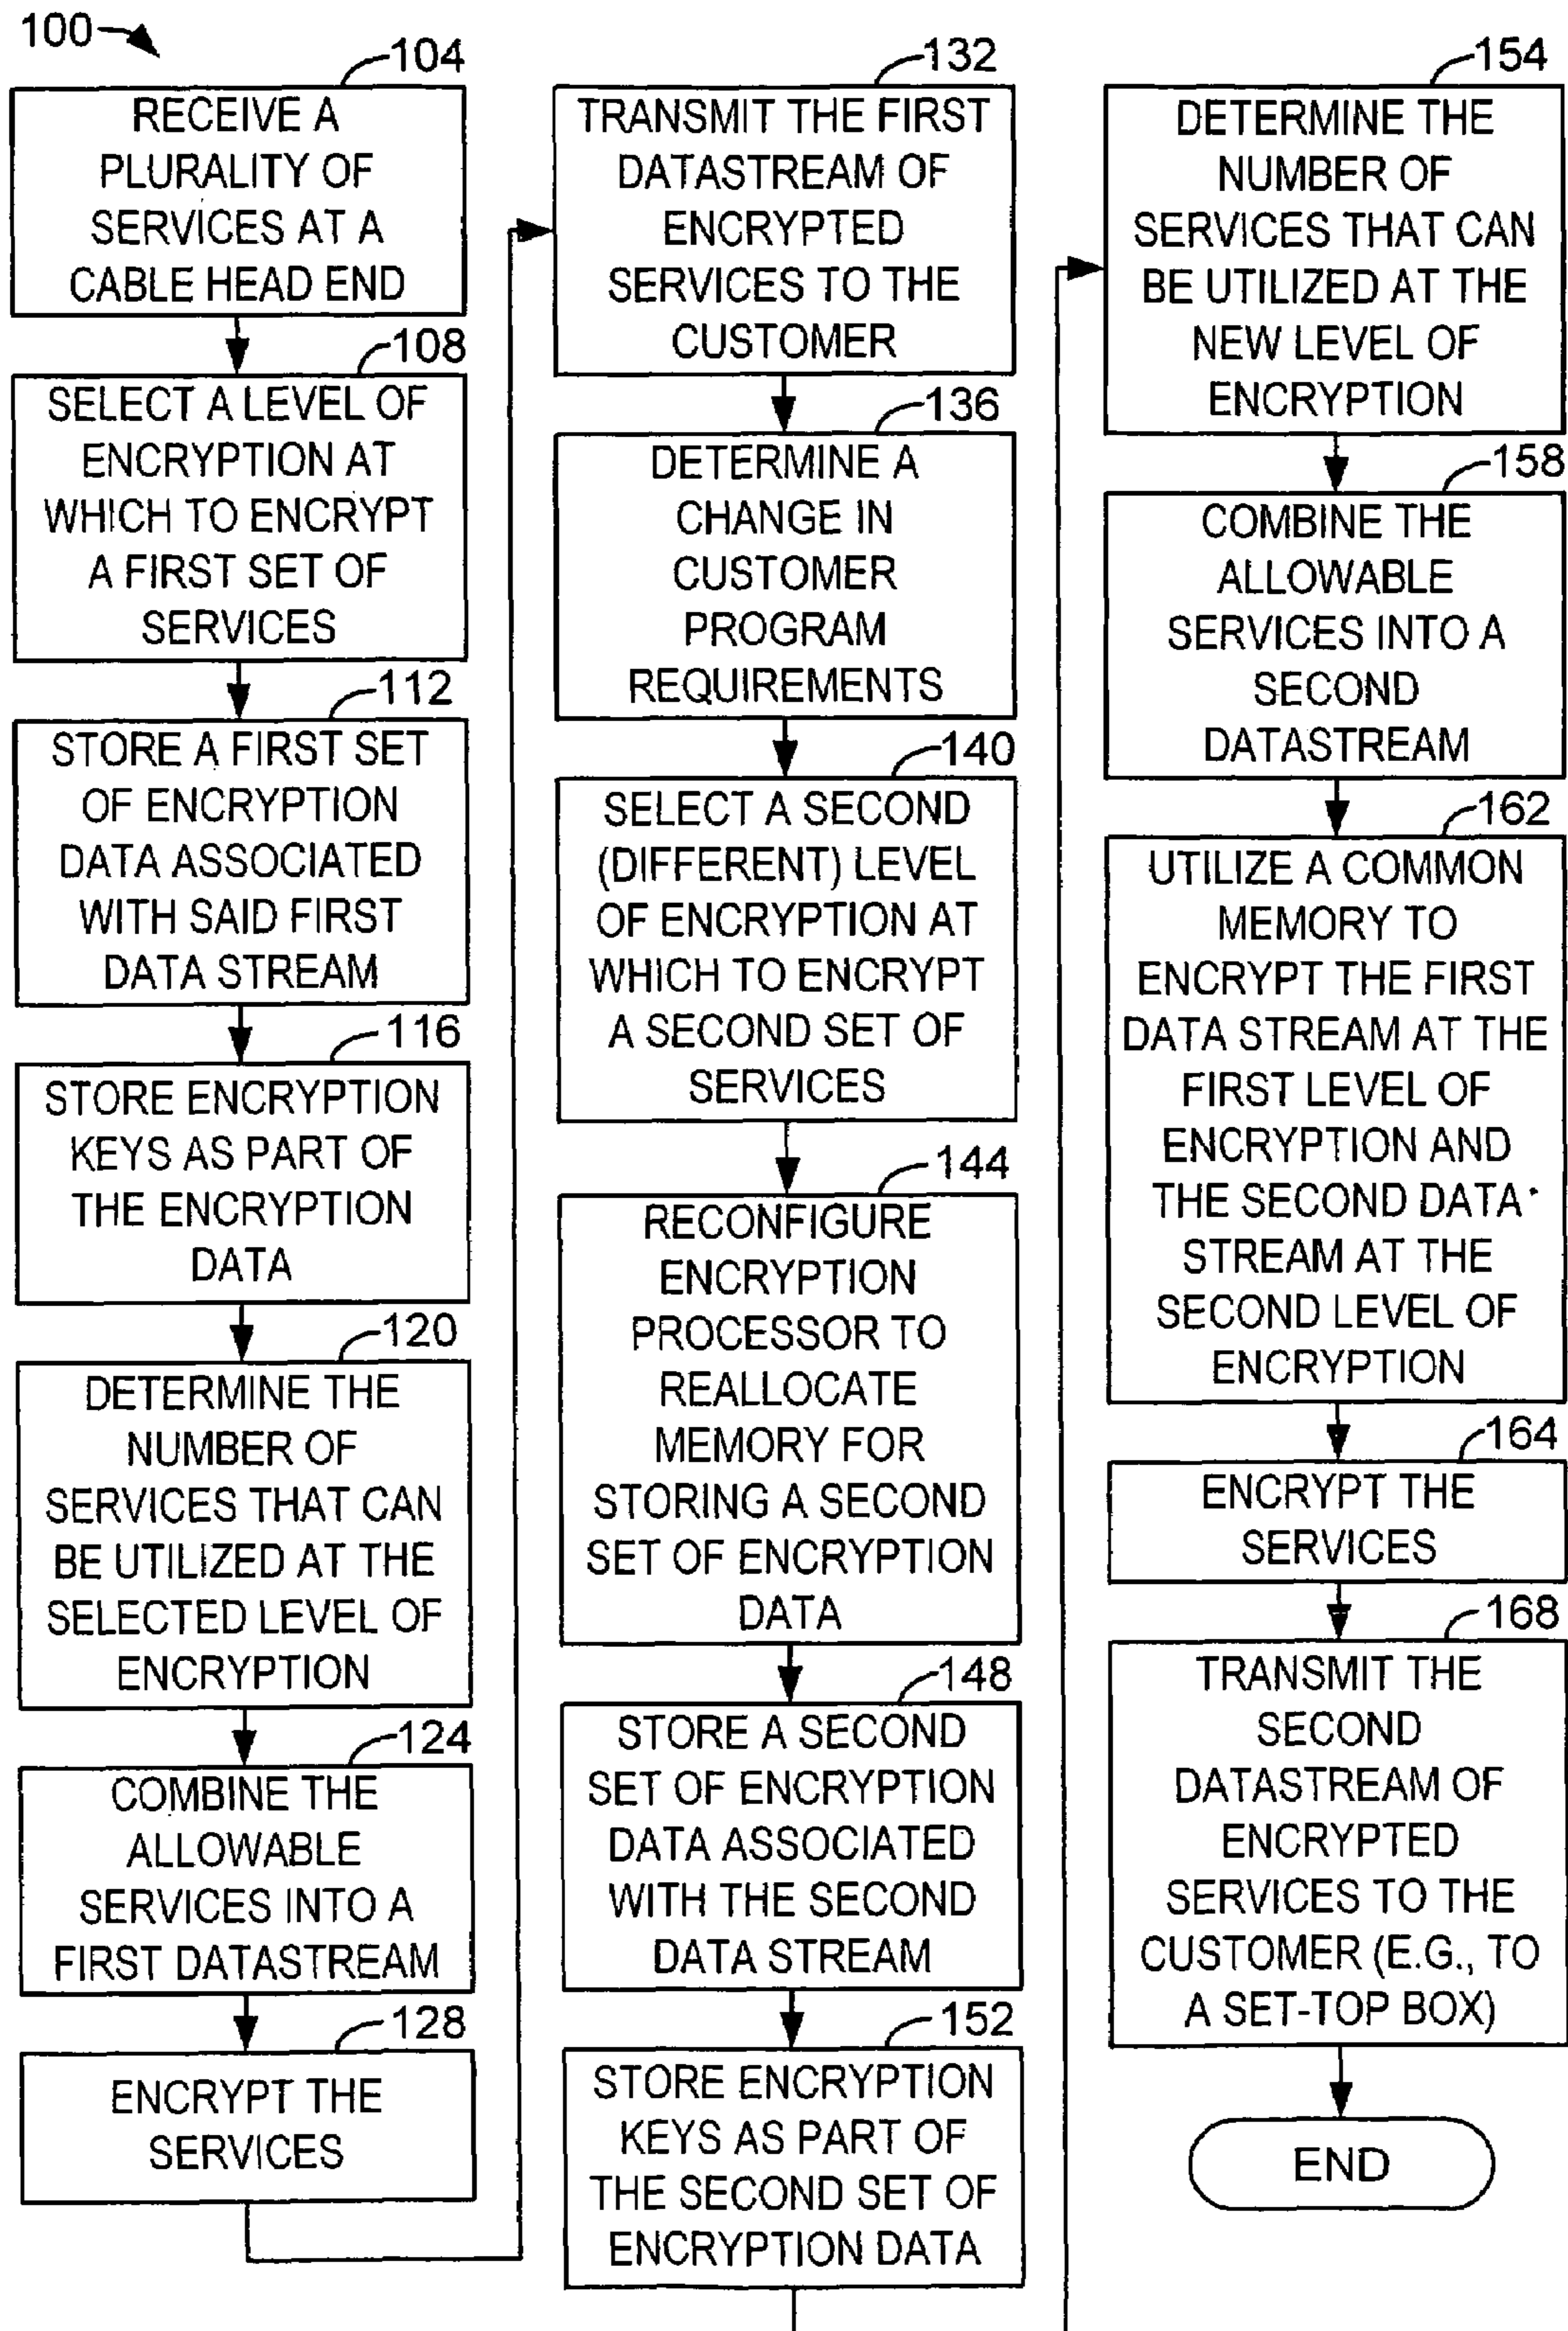 100
104
RECEIVE A
PLURALITY OF
SERVICES AT A
CABLE HEAD END
108
SELECT A LEVEL OF
ENCRYPTION AT
WHICH TO ENCRYPT
A FIRST SET OF
SERVICES
112
STORE A FIRST SET
OF ENCRYPTION
DATA ASSOCIATED
WITH SAID FIRST
DATA STREAM
116
STORE ENCRYPTION
KEYS AS PART OF
THE ENCRYPTION
DATA
120
DETERMINE THE
NUMBER OF
SERVICES THAT CAN
BE UTILIZED AT THE
SELECTED LEVEL OF
ENCRYPTION
124
COMBINE THE
ALLOWABLE
SERVICES INTO A
FIRST DATASTREAM
128
ENCRYPT THE
SERVICES
132
TRANSMIT THE FIRST
DATASTREAM OF
ENCRYPTED
SERVICES TO THE
CUSTOMER
136
DETERMINE A
CHANGE IN
CUSTOMER
PROGRAM
REQUIREMENTS
140
SELECT A SECOND
(DIFFERENT) LEVEL
OF ENCRYPTION AT
WHICH TO ENCRYPT
A SECOND SET OF
SERVICES
144
RECONFIGURE
ENCRYPTION
PROCESSOR TO
REALLOCATE
MEMORY FOR
STORING A SECOND
SET OF ENCRYPTION
DATA
148
STORE A SECOND
SET OF ENCRYPTION
DATA ASSOCIATED
WITH THE SECOND
DATA STREAM
152
STORE ENCRYPTION
KEYS AS PART OF
THE SECOND SET OF
ENCRYPTION DATA
154
DETERMINE THE
NUMBER OF
SERVICES THAT CAN
BE UTILIZED AT THE
NEW LEVEL OF
ENCRYPTION
158
COMBINE THE
ALLOWABLE
SERVICES INTO A
SECOND
DATASTREAM
162
UTILIZE A COMMON
MEMORY TO
ENCRYPT THE FIRST
DATA STREAM AT THE
FIRST LEVEL OF
ENCRYPTION AND
THE SECOND DATA
STREAM AT THE
SECOND LEVEL OF
ENCRYPTION
164
ENCRYPT THE
SERVICES
168
TRANSMIT THE
SECOND
DATASTREAM OF
ENCRYPTED
SERVICES TO THE
CUSTOMER (E.G., TO
A SET-TOP BOX)
END